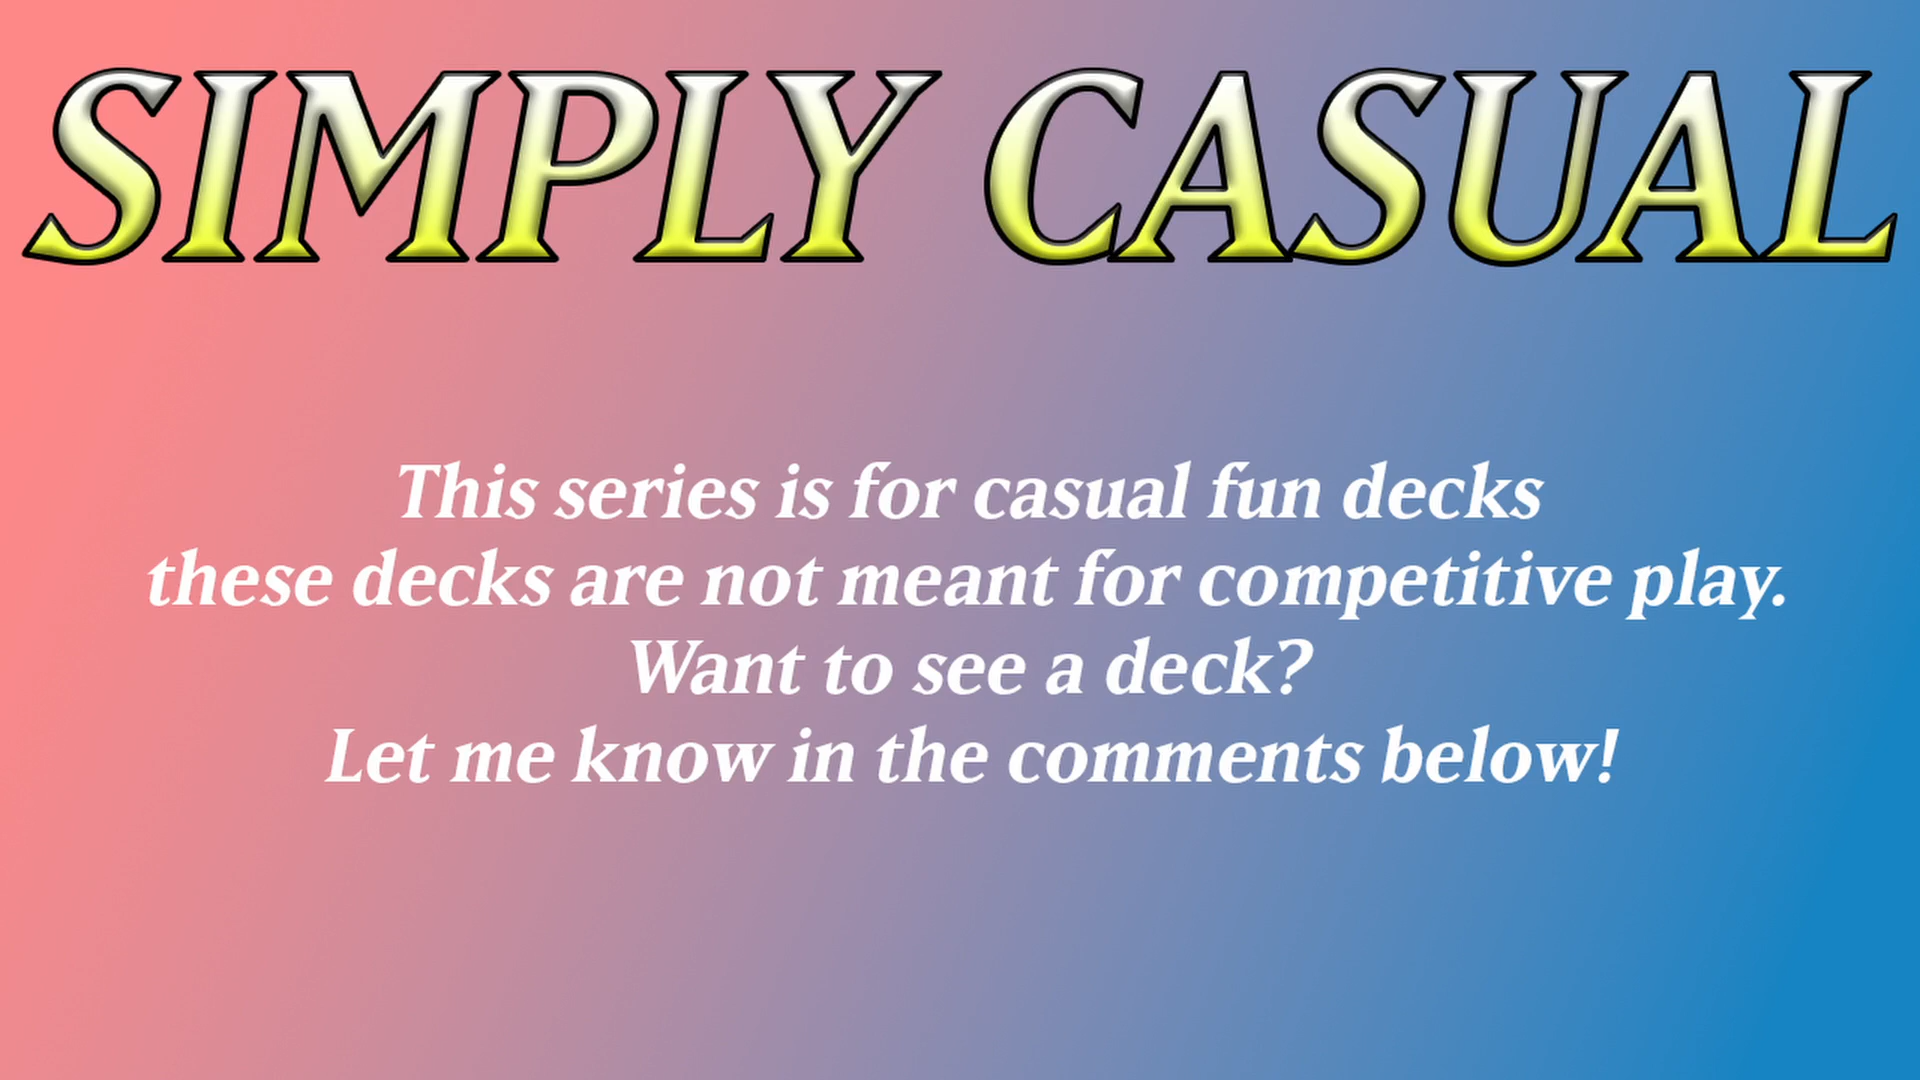 SIMPLY CASUAL
This series is for casual fun decks
these decks are not meant for competitive play.
Want to see a deck?
Let me know in the comments below!